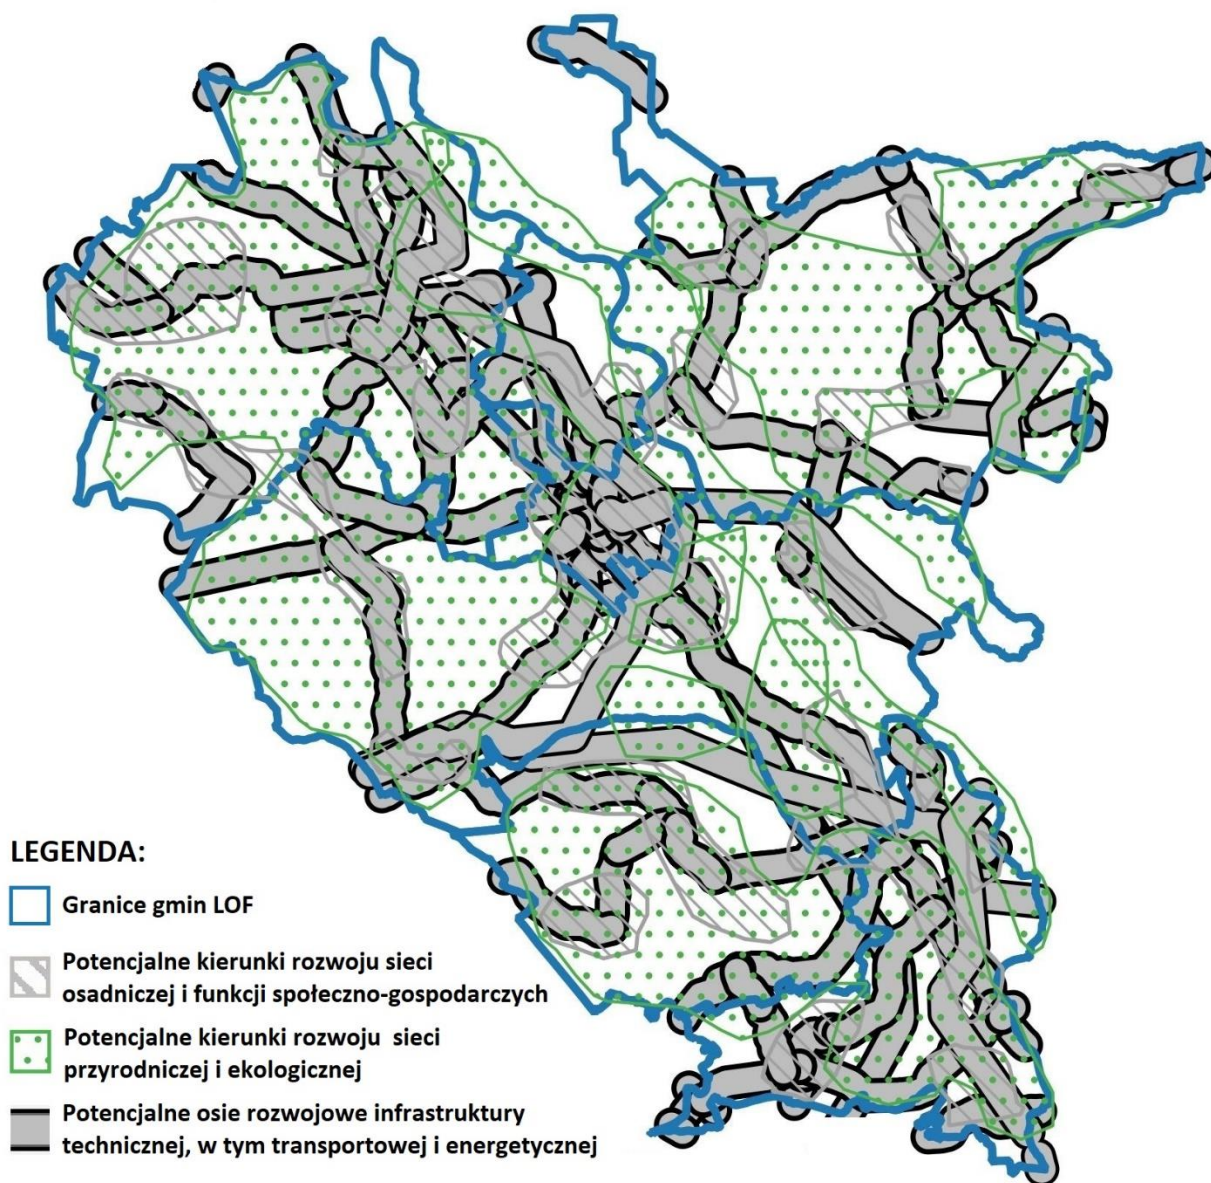 LEGENDA:
Granice gmin LOF
Potencjalne kierunki rozwoju sieci
osadniczej i funkcji społeczno-gospodarczych
Potencjalne kierunki rozwoju sieci
przyrodniczej i ekologicznej
Potencjalne osie rozwojowe infrastruktury
technicznej, w tym transportowej i energetycznej